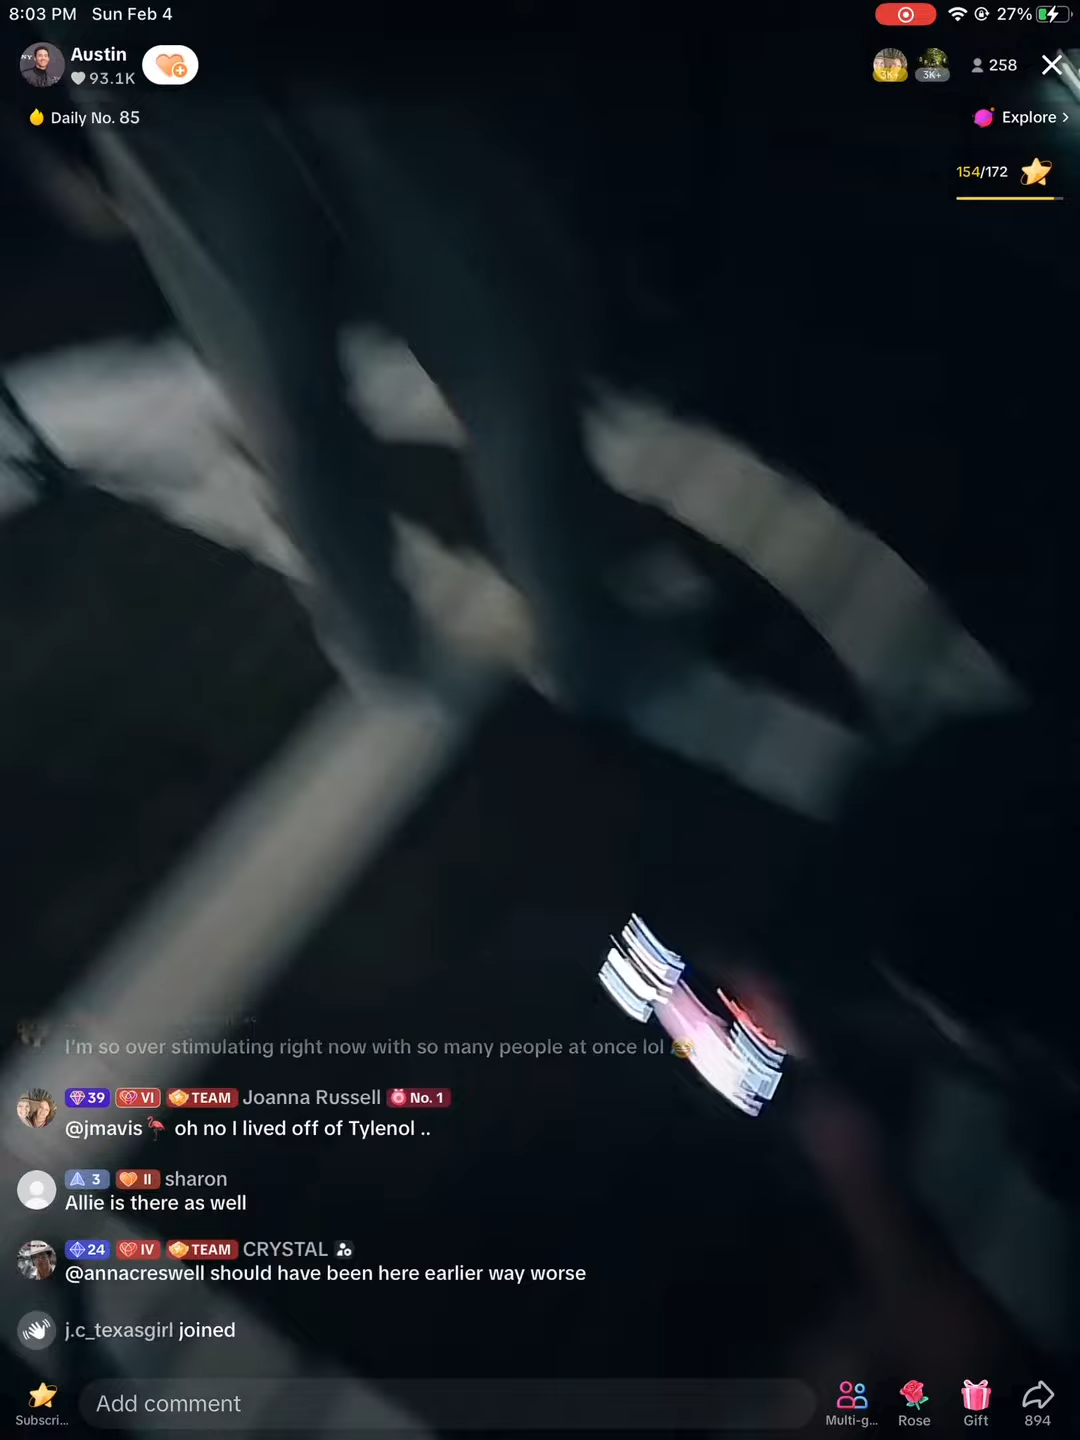 8:03 PM Sun Feb 4
27%
Austin
93.1K
3K+
3K+
258
Daily No. 85
Explore >
154/172
I'm so over stimulating right now with so many people at once lol
39 VI TEAM Joanna Russell No. 1
@jmavis🦩 oh no I lived off of Tylenol ..
3 II sharon
Allie is there as well
24 IV TEAM CRYSTAL
@annacreswell should have been here earlier way worse
j.c_texasgirl joined
Subscri...
Add comment
Multi-g...
Rose
Gift
894